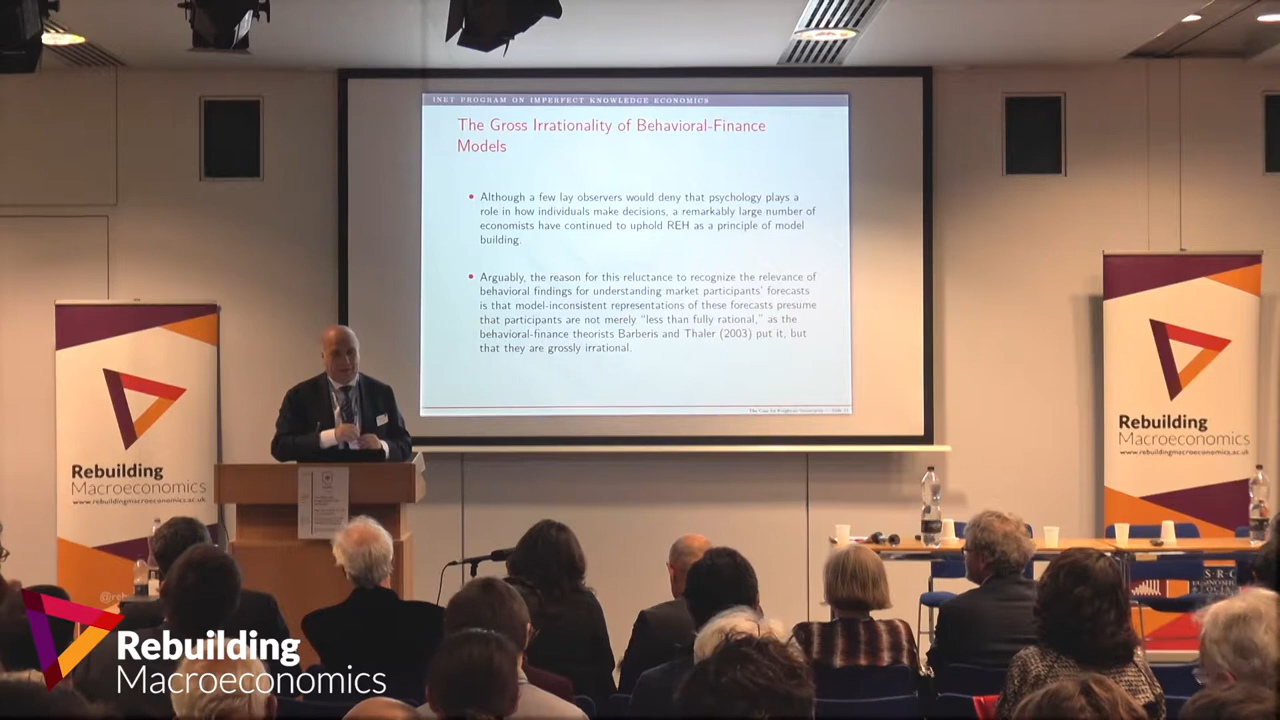 INET PROGRAM ON IMPERFECT KNOWLEDGE ECONOMICS
The Gross Irrationality of Behavioral-Finance
Models
• Although a few lay observers would deny that psychology plays a
role in how individuals make decisions, a remarkably large number of
economists have continued to uphold REH as a principle of model
building.
• Arguably, the reason for this reluctance to recognize the relevance of
behavioral findings for understanding market participants' forecasts
is that model-inconsistent representations of these forecasts presume
that participants are not merely "less than fully rational," as the
behavioral-finance theorists Barberis and Thaler (2003) put it, but
that they are grossly irrational.
Rebuilding
Macroeconomics
www.rebuildingmacroeconomics.ac.uk
@reb
Rebuilding
Macroeconomics
www.rebuildingmacroeconomics.ac.uk
Rebuilding
Macroeconomics